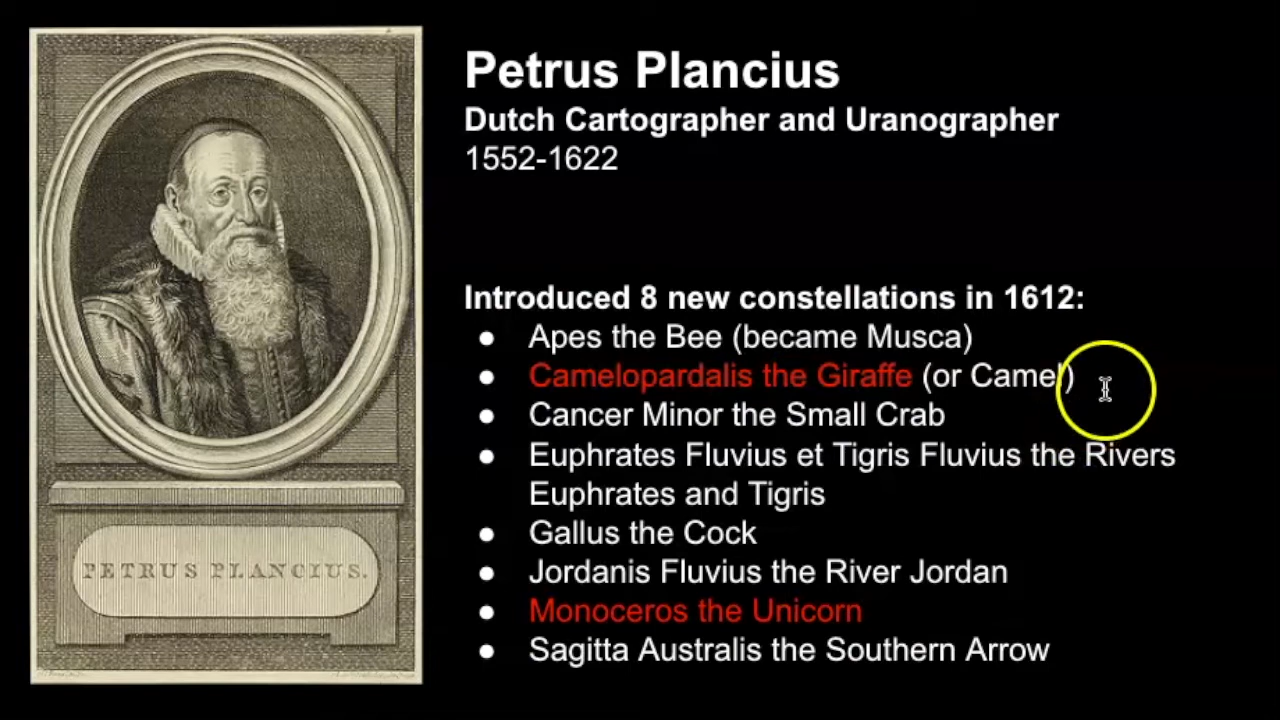 Petrus Plancius
Dutch Cartographer and Uranographer
1552-1622
Introduced 8 new constellations in 1612:
● Apes the Bee (became Musca)
● Camelopardalis the Giraffe (or Camel)
● Cancer Minor the Small Crab
● Euphrates Fluvius et Tigris Fluvius the Rivers
Euphrates and Tigris
● Gallus the Cock
● Jordanis Fluvius the River Jordan
● Monoceros the Unicorn
● Sagitta Australis the Southern Arrow
PETRUS PLANCIUS.